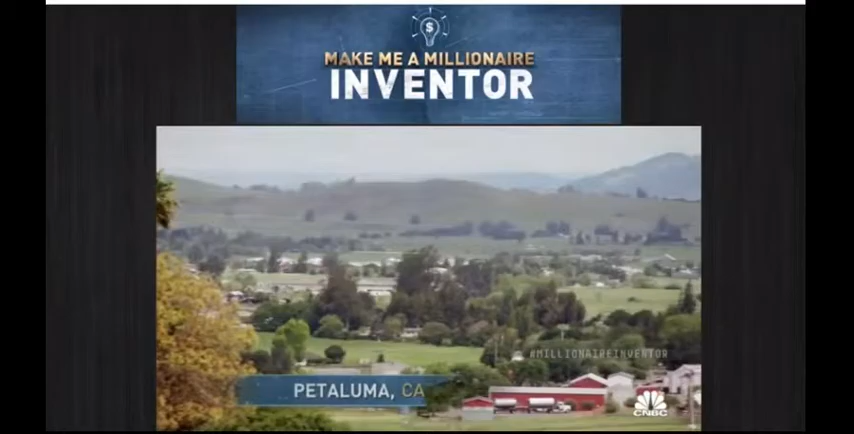 $
MAKE ME A MILLIONAIRE
INVENTOR
#MILLIONAIREINVENTOR
PETALUMA, CA
CNBC